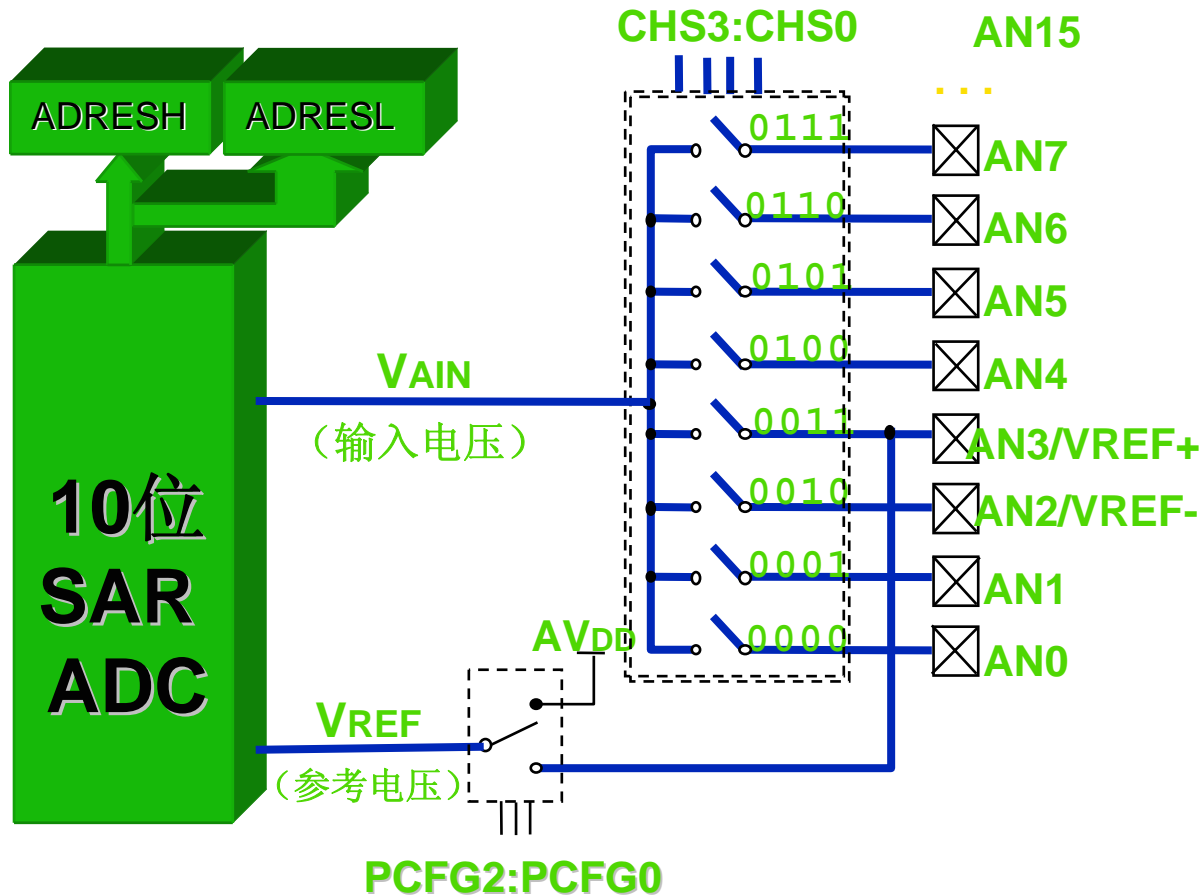 CHS3:CHS0
AN15
. . .
ADRESH
ADRESL
0111
AN7
0110
AN6
0101
AN5
0100
AN4
VAIN
（输入电压）
0011
AN3/VREF+
0010
AN2/VREF-
0001
AN1
0000
AN0
10位
SAR
ADC
AVDD
VREF
（参考电压）
PCFG2:PCFG0